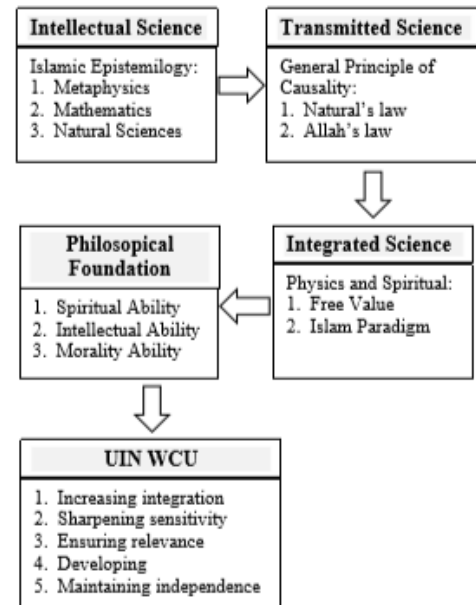 Intellectual Science
Islamic Epistemilogy:
1. Metaphysics
2. Mathematics
3. Natural Sciences
Transmitted Science
General Principle of
Causality:
1. Natural's law
2. Allah's law
Integrated Science
Physics and Spiritual:
1. Free Value
2. Islam Paradigm
Philosopical
Foundation
1. Spiritual Ability
2. Intellectual Ability
3. Morality Ability
UIN WCU
1. Increasing integration
2. Sharpening sensitivity
3. Ensuring relevance
4. Developing
5. Maintaining independence